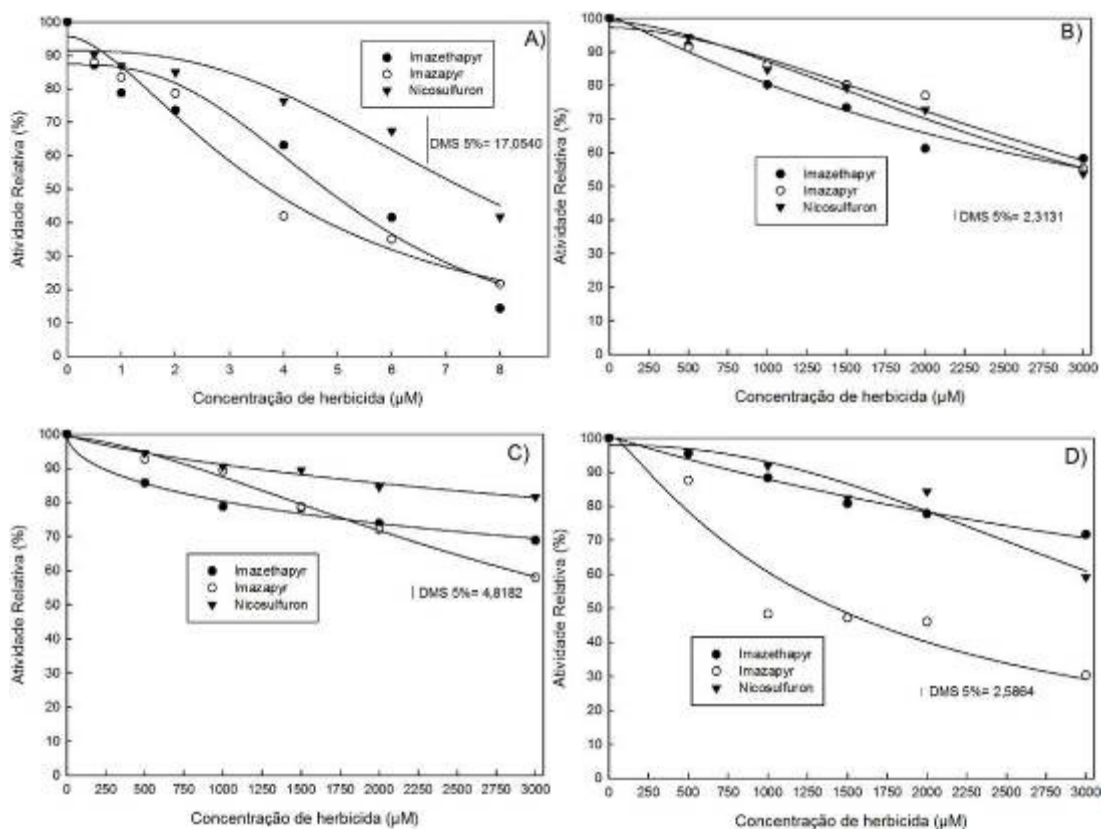 A)
Atividade Relativa (%)
100
90
80
70
60
50
40
30
20
10
0
Imazethapyr
Imazapyr
Nicosulfuron
DMS 5%= 17,0540
0 1 2 3 4 5 6 7 8
Concentração de herbicida (µM)
B)
Atividade Relativa (%)
100
90
80
70
60
50
40
30
20
10
0
Imazethapyr
Imazapyr
Nicosulfuron
DMS 5%= 2,3131
0 250 500 750 1000 1250 1500 1750 2000 2250 2500 2750 3000
Concentração de herbicida (µM)
C)
Atividade Relativa (%)
100
90
80
70
60
50
40
30
20
10
0
Imazethapyr
Imazapyr
Nicosulfuron
DMS 5%= 4,8182
0 250 500 750 1000 1250 1500 1750 2000 2250 2500 2750 3000
Concentração de herbicida (µM)
D)
Atividade Relativa (%)
100
90
80
70
60
50
40
30
20
10
0
Imazethapyr
Imazapyr
Nicosulfuron
DMS 5%= 2,5864
0 250 500 750 1000 1250 1500 1750 2000 2250 2500 2750 3000
Concentração de herbicida (µM)